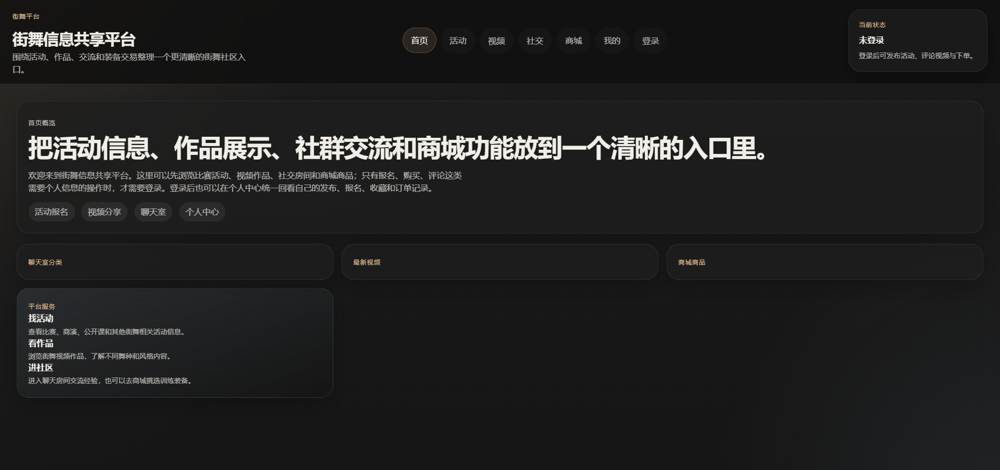 街舞平台
街舞信息共享平台
围绕活动、作品、交流和装备交易整理一个更清晰的街舞社区入
口。
首页 活动 视频 社交 商城 我的 登录
当前状态
未登录
登录后可发布活动、评论视频与下单。
首页概览
把活动信息、作品展示、社群交流和商城功能放到一个清晰的入口里。
欢迎来到街舞信息共享平台。这里可以先浏览比赛活动、视频作品、社交房间和商城商品；只有报名、购买、评论这类
需要个人信息的操作时，才需要登录。登录后也可以在个人中心统一回看自己的发布、报名、收藏和订单记录。
活动报名 视频分享 聊天室 个人中心
聊天室分类
最新视频
商城商品
平台服务
找活动
查看比赛、商演、公开课和其他街舞相关活动信息。
看作品
浏览街舞视频作品，了解不同舞种和风格内容。
进社区
进入聊天房间交流经验，也可以去商城挑选训练装备。